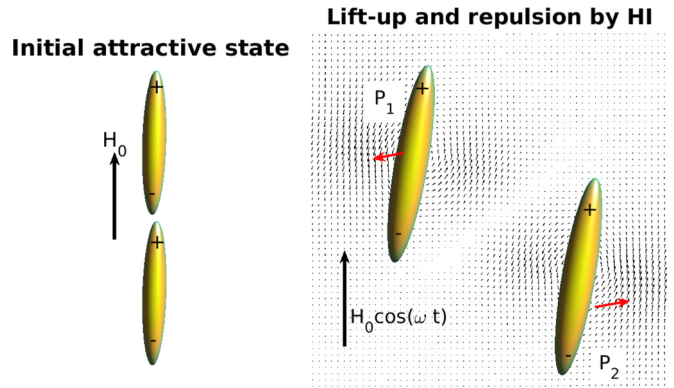 Initial attractive state
H₀
+
-
+
-
Lift-up and repulsion by HI
P₁
+
-
H₀cos(ω t)
+
-
P₂